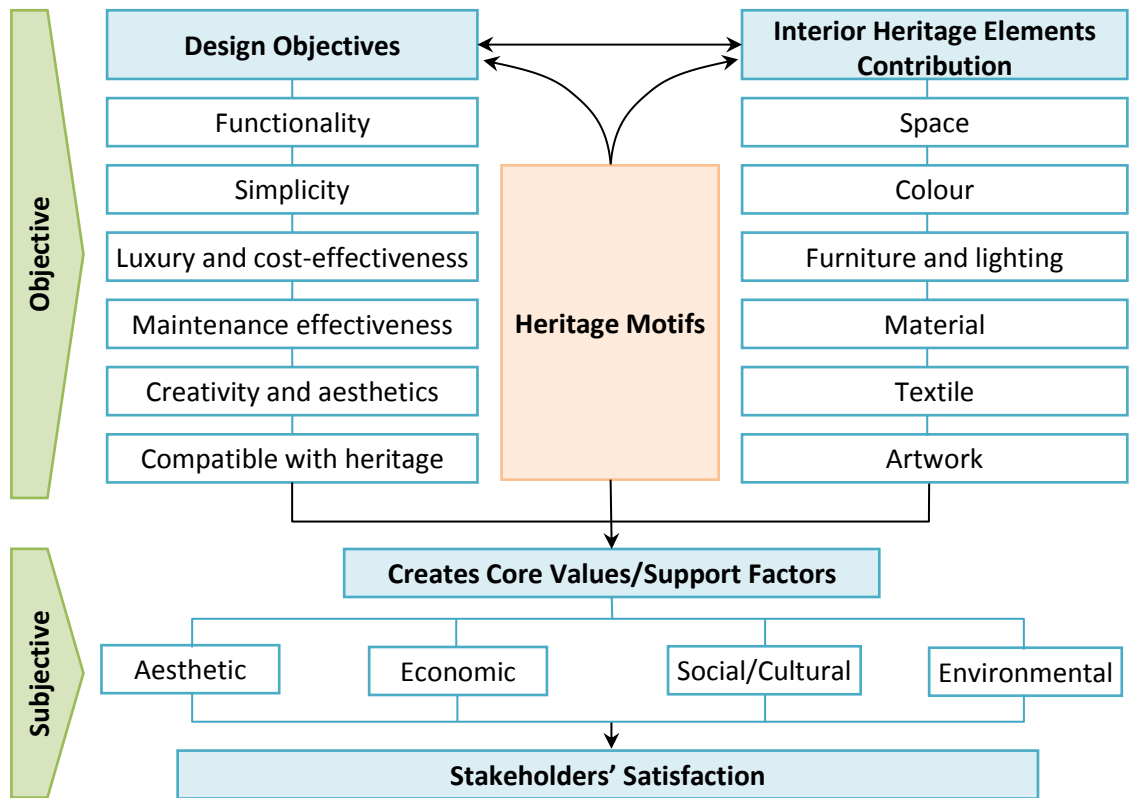 Objective
Design Objectives
Functionality
Simplicity
Luxury and cost-effectiveness
Maintenance effectiveness
Creativity and aesthetics
Compatible with heritage
Heritage Motifs
Interior Heritage Elements
Contribution
Space
Colour
Furniture and lighting
Material
Textile
Artwork
Subjective
Creates Core Values/Support Factors
Aesthetic
Economic
Social/Cultural
Environmental
Stakeholders’ Satisfaction